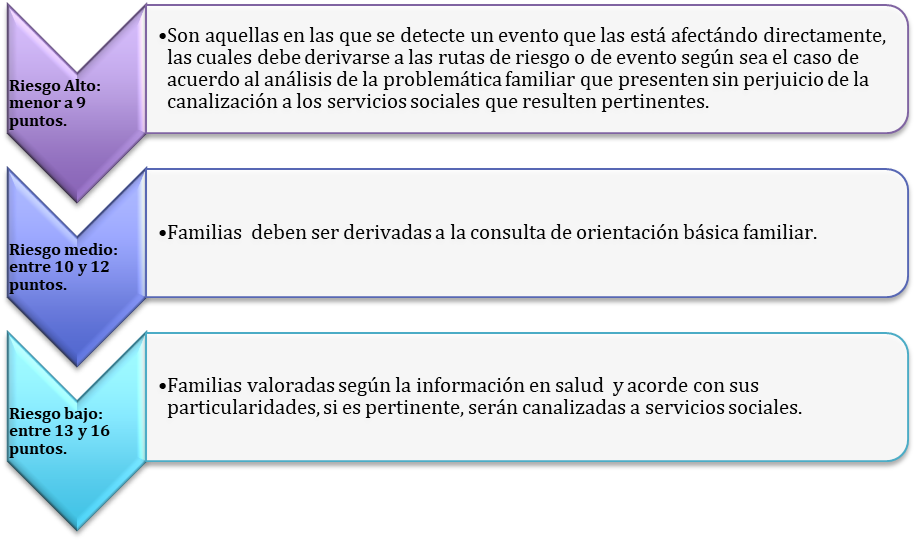 Riesgo Alto:
menor a 9
puntos.
•Son aquellas en las que se detecte un evento que las está afectándo directamente,
las cuales debe derivarse a las rutas de riesgo o de evento según sea el caso de
acuerdo al análisis de la problemática familiar que presenten sin perjuicio de la
canalización a los servicios sociales que resulten pertinentes.
Riesgo medio:
entre 10 y 12
puntos.
•Familias deben ser derivadas a la consulta de orientación básica familiar.
Riesgo bajo:
entre 13 y 16
puntos.
•Familias valoradas según la información en salud y acorde con sus
particularidades, si es pertinente, serán canalizadas a servicios sociales.